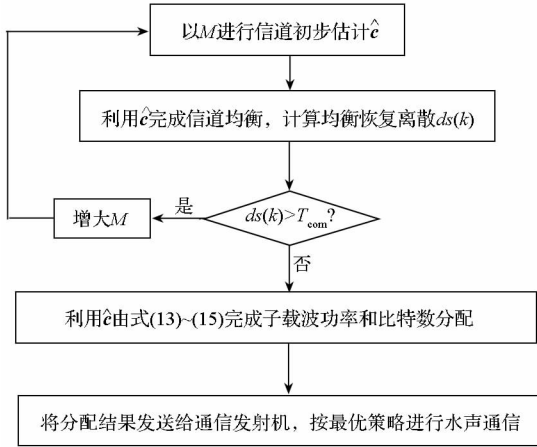 以M进行信道初步估计ĉ
利用ĉ完成信道均衡，计算均衡恢复离散ds(k)
ds(k)>T_com?
是
增大M
否
利用ĉ由式(13)~(15)完成子载波功率和比特数分配
将分配结果发送给通信发射机，按最优策略进行水声通信